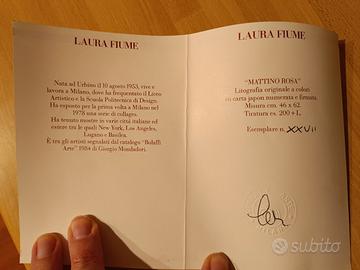 LAURA FIUME
Nata ad Urbino il 10 agosto 1953, vive e
lavora a Milano, dove ha frequentato il Liceo
Artistico e la Scuola Politecnica di Design.
Ha esposto per la prima volta a Milano nel
1978 una serie di collages.
Ha tenuto mostre in varie città italiane ed
estere tra le quali New York, Los Angeles,
Lugano e Basilea.
È tra gli artisti segnalati dal catalogo "Bolaffi
Arte" 1984 di Giorgio Mondadori.
LAURA FIUME
"MATTINO ROSA"
Litografia originale a colori
su carta japon numerata e firmata.
Misura cm. 46 x 62
Tiratura es. 200 + L.
Esemplare n. XXVII
subito